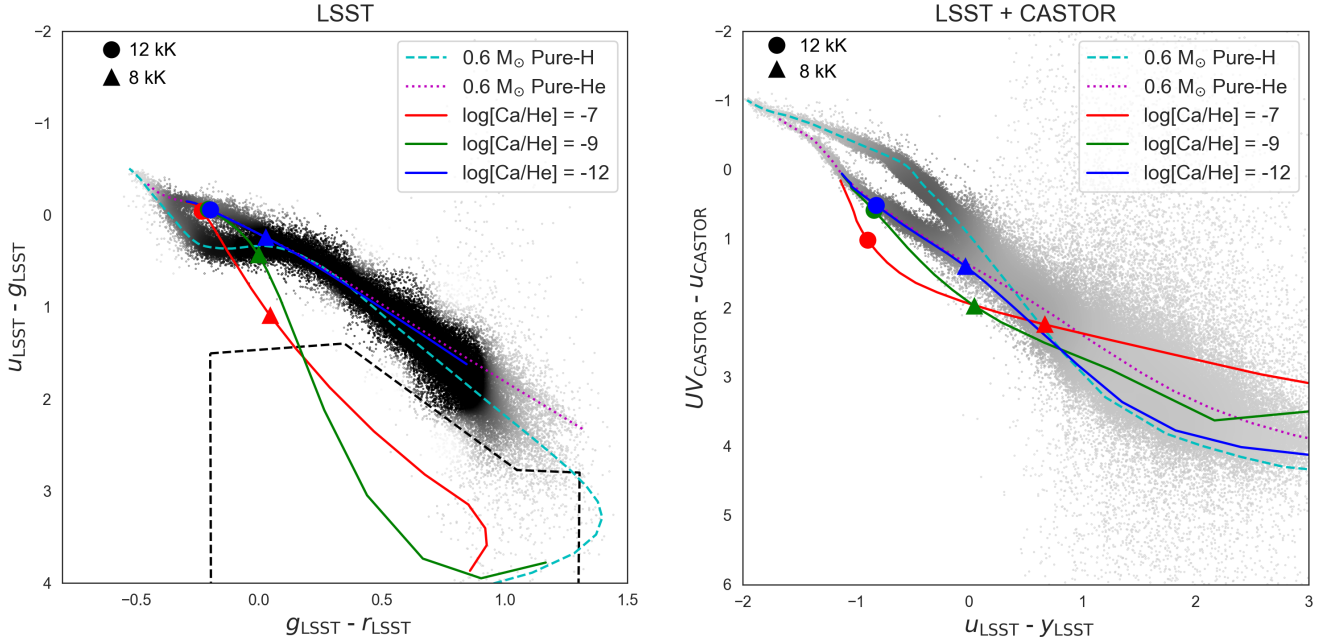 LSST
12 kK
8 kK
0.6 M☉ Pure-H
0.6 M☉ Pure-He
log[Ca/He] = -7
log[Ca/He] = -9
log[Ca/He] = -12
−2
−1
0
1
2
3
4
u_LSST - g_LSST
−0.5
0.0
0.5
1.0
1.5
g_LSST - r_LSST
LSST + CASTOR
12 kK
8 kK
0.6 M☉ Pure-H
0.6 M☉ Pure-He
log[Ca/He] = -7
log[Ca/He] = -9
log[Ca/He] = -12
−2
−1
0
1
2
3
4
5
6
UV_CASTOR - u_CASTOR
−2
−1
0
1
2
3
u_LSST - y_LSST